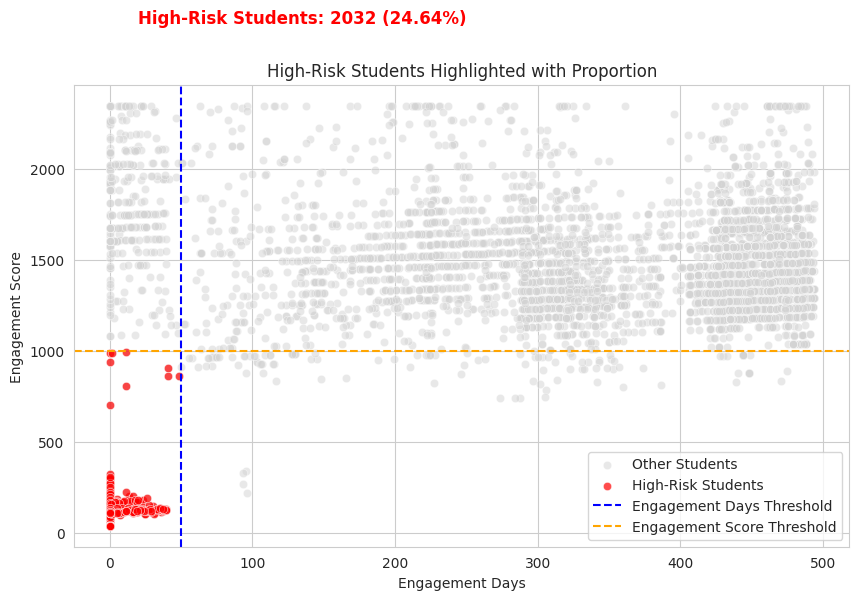 High-Risk Students: 2032 (24.64%)
High-Risk Students Highlighted with Proportion
Engagement Score
2000
1500
1000
500
0
Other Students
High-Risk Students
Engagement Days Threshold
Engagement Score Threshold
0 100 200 300 400 500
Engagement Days